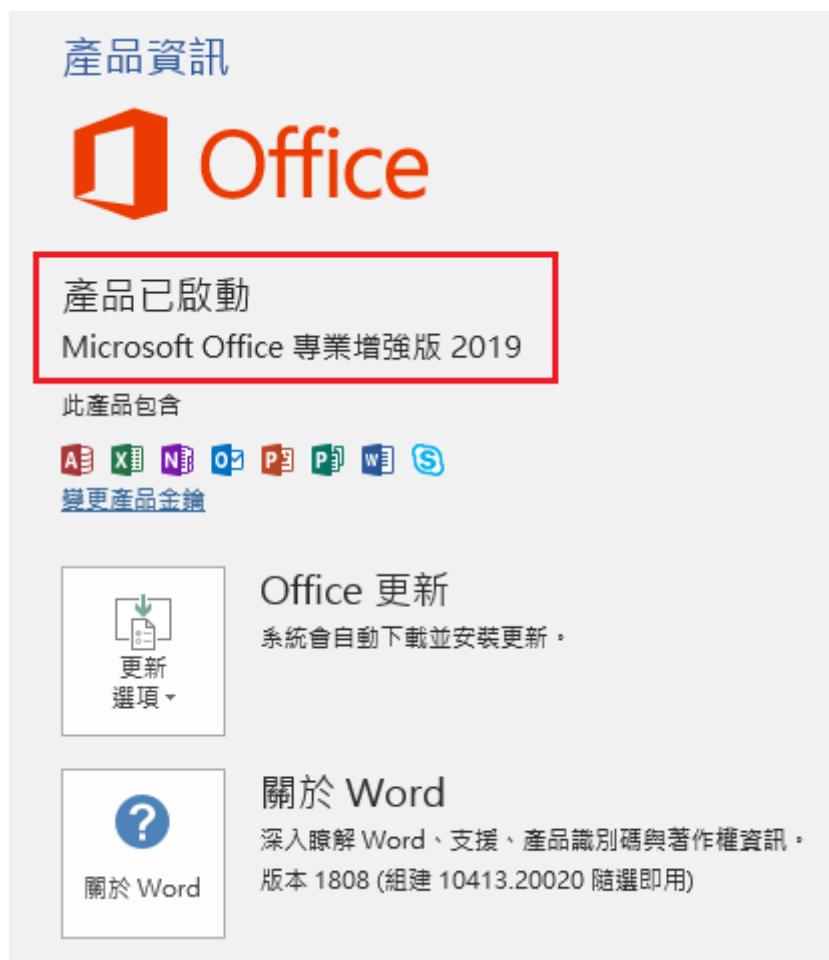 產品資訊
Office
產品已啟動
Microsoft Office 專業增強版 2019
此產品包含
變更產品金鑰
Office 更新
系統會自動下載並安裝更新。
更新
選項
關於 Word
深入瞭解 Word、支援、產品識別碼與著作權資訊。
版本 1808 (組建 10413.20020 隨選即用)
關於 Word